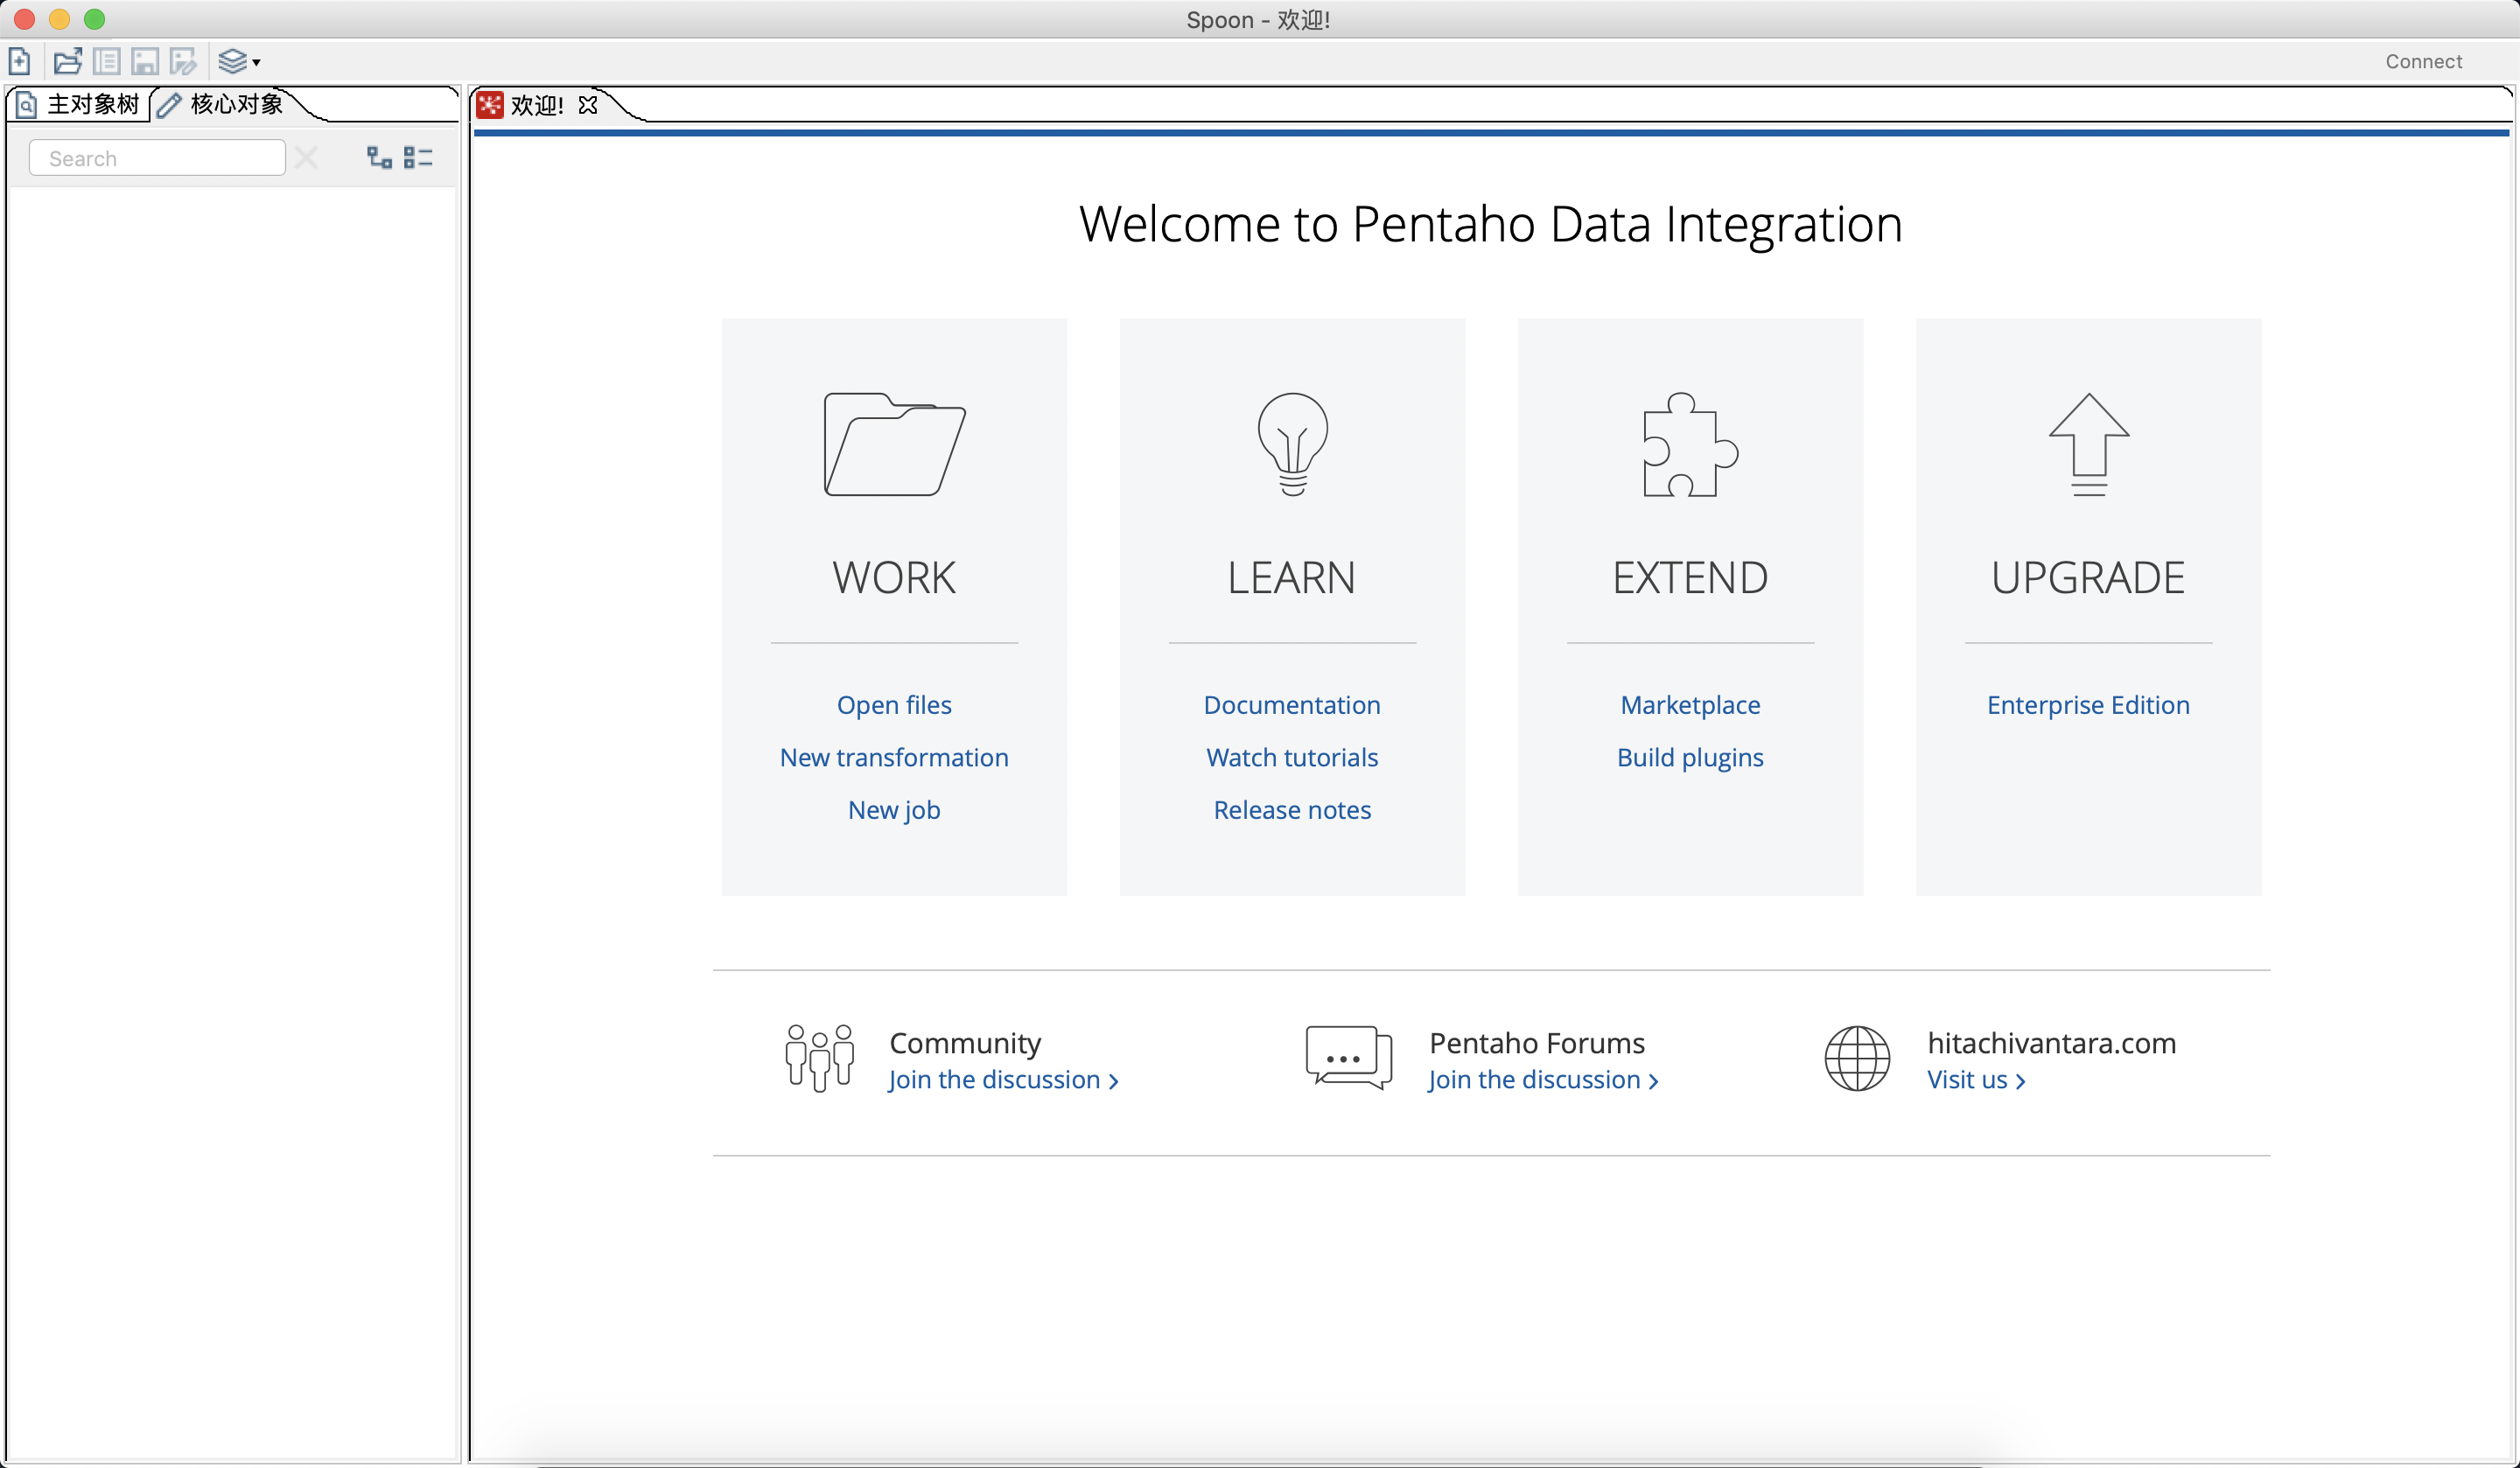 Spoon - 欢迎!
Connect
主对象树
核心对象
欢迎!
Search
Welcome to Pentaho Data Integration
WORK
Open files
New transformation
New job
LEARN
Documentation
Watch tutorials
Release notes
EXTEND
Marketplace
Build plugins
UPGRADE
Enterprise Edition
Community
Join the discussion
Pentaho Forums
Join the discussion
hitachivantara.com
Visit us